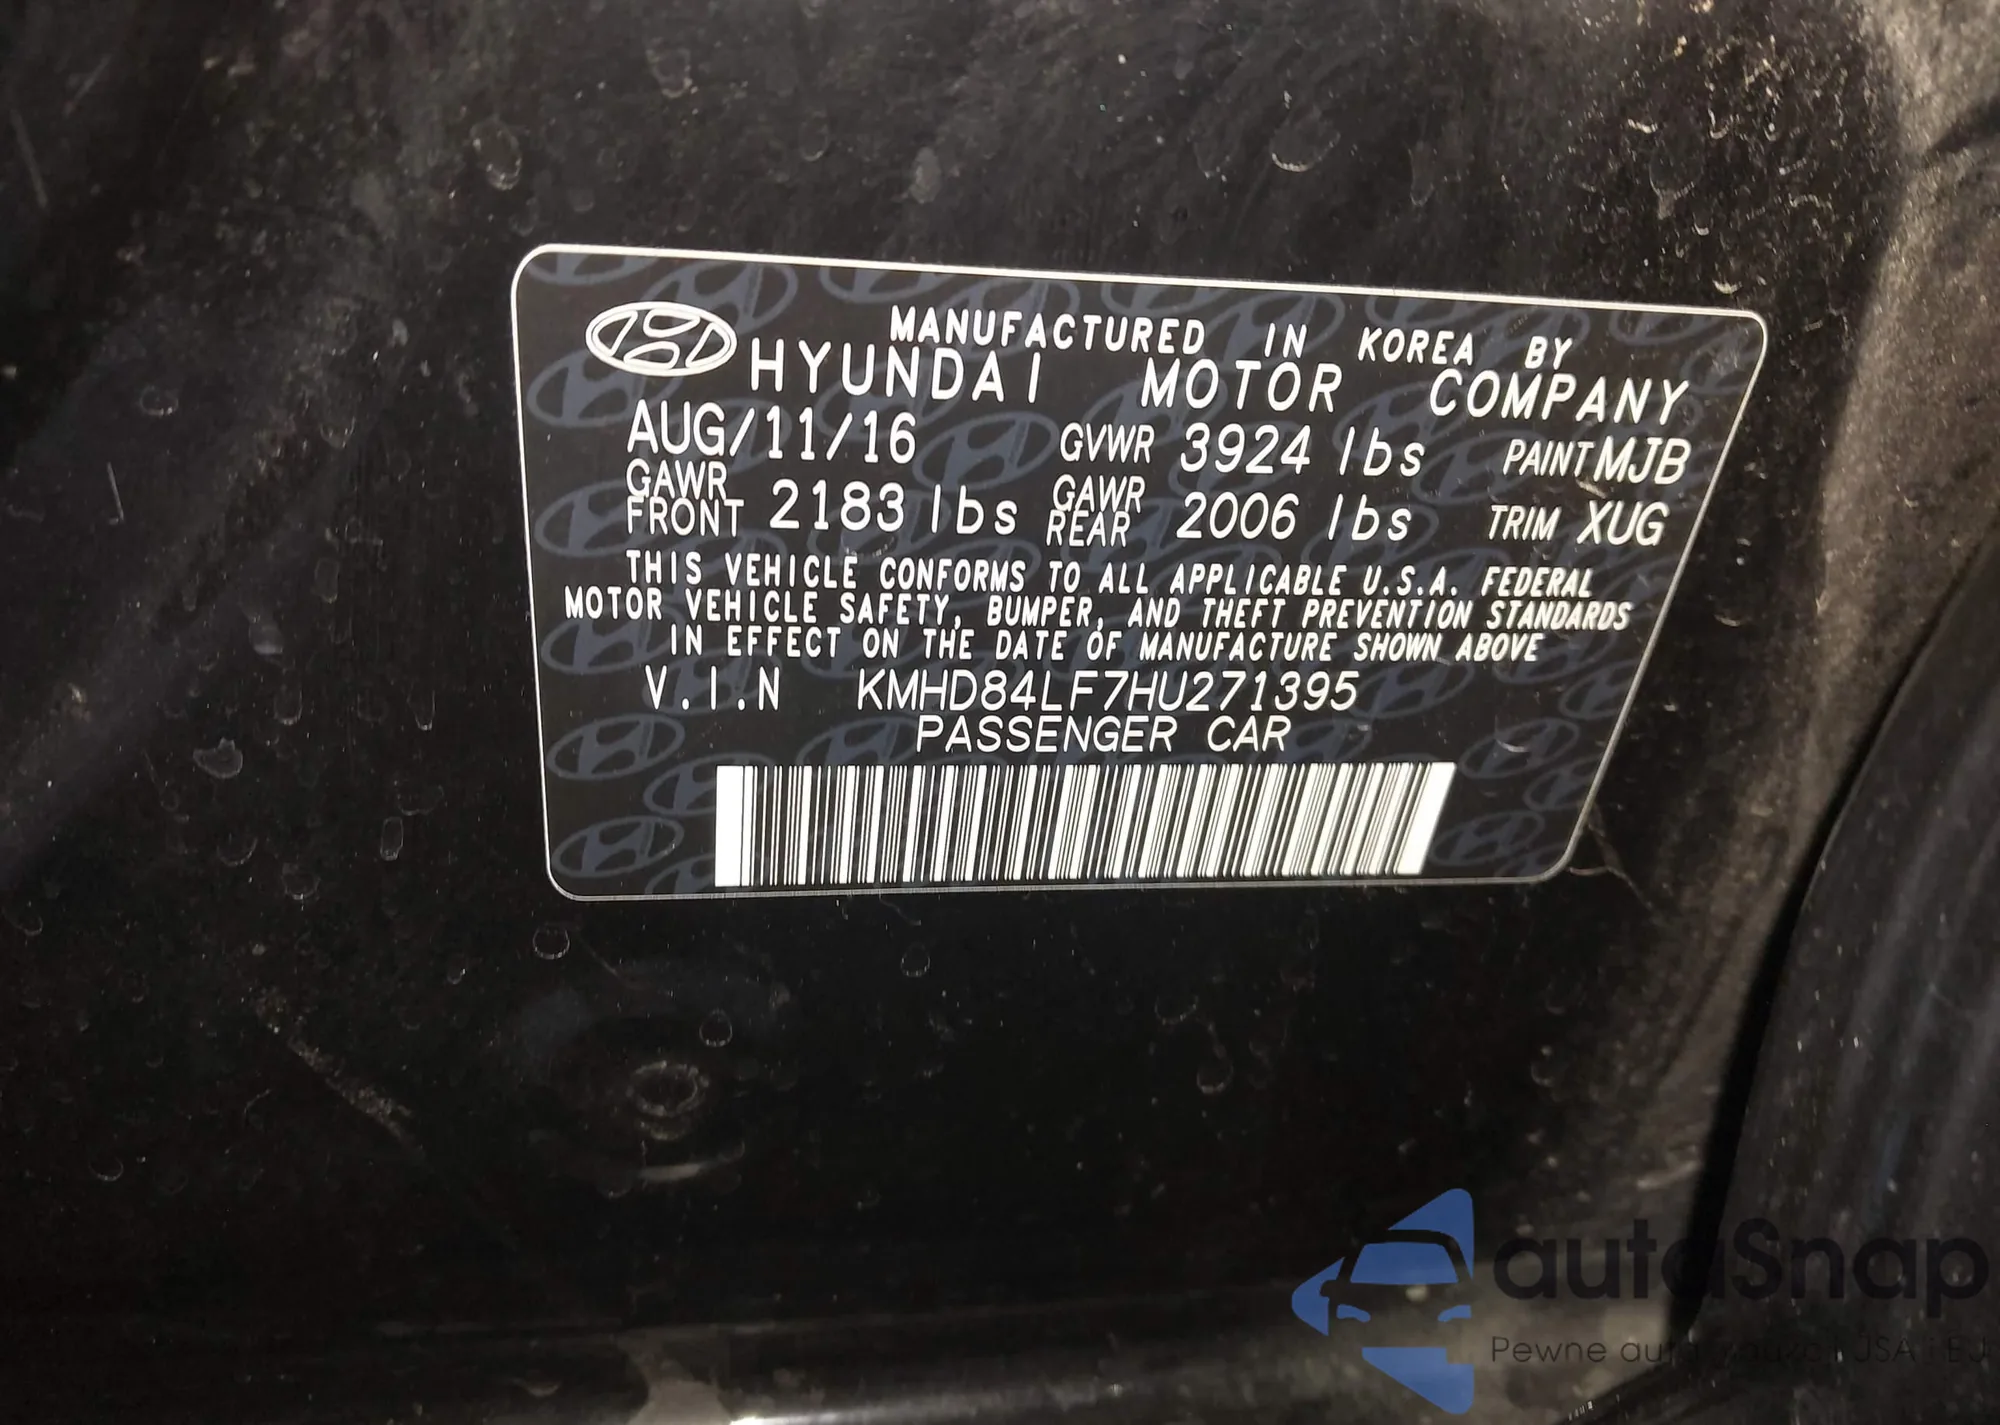 MANUFACTURED IN KOREA BY
HYUNDAI MOTOR COMPANY
AUG/11/16 GVWR 3924 lbs PAINT MJB
GAWR FRONT 2183 lbs GAWR REAR 2006 lbs TRIM XUG
THIS VEHICLE CONFORMS TO ALL APPLICABLE U.S.A. FEDERAL
MOTOR VEHICLE SAFETY, BUMPER, AND THEFT PREVENTION STANDARDS
IN EFFECT ON THE DATE OF MANUFACTURE SHOWN ABOVE
V.I.N KMHD84LF7HU271395
PASSENGER CAR
autoSnap
Pewne auta